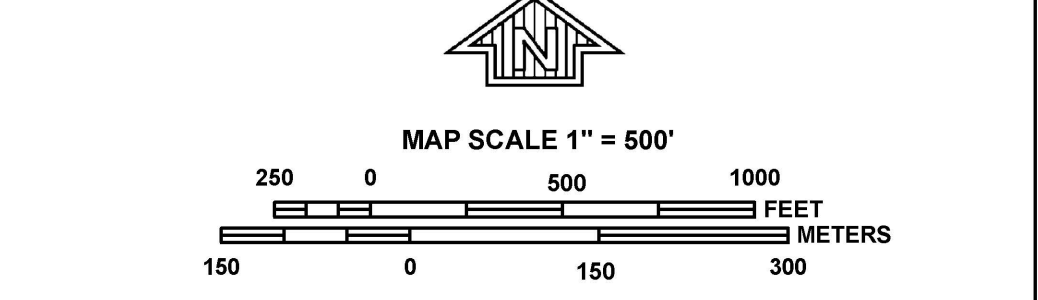 N
MAP SCALE 1" = 500'
250 0 500 1000
FEET
METERS
150 0 150 300